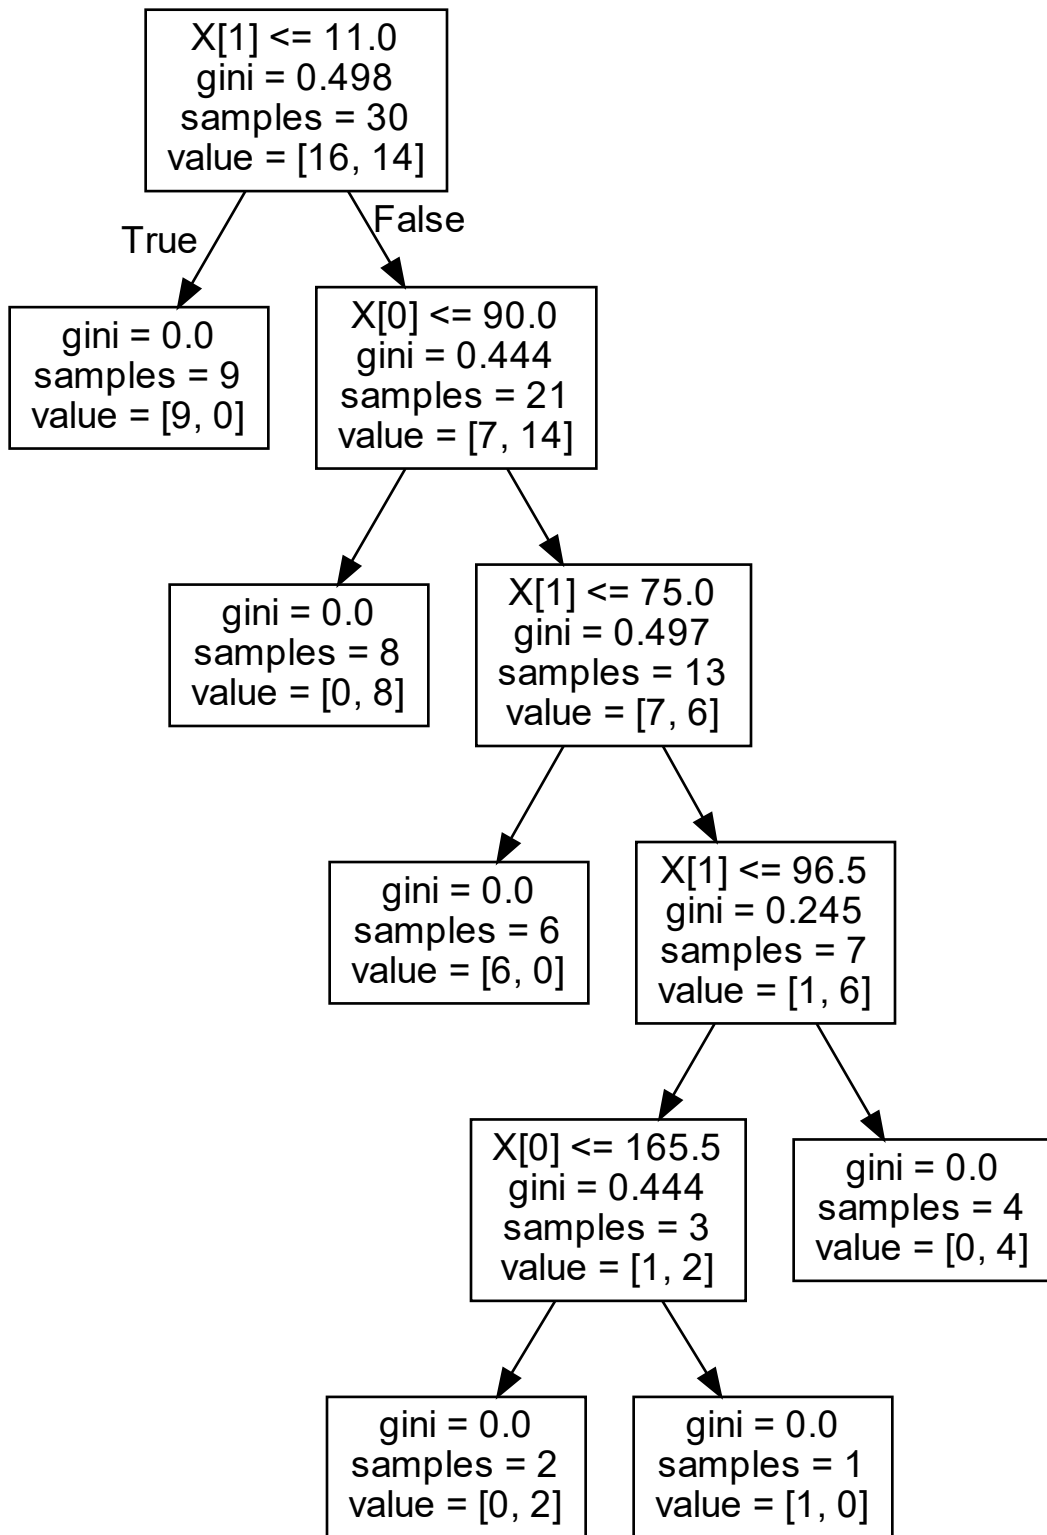 X[1] <= 11.0
gini = 0.498
samples = 30
value = [16, 14]
True
False
gini = 0.0
samples = 9
value = [9, 0]
X[0] <= 90.0
gini = 0.444
samples = 21
value = [7, 14]
gini = 0.0
samples = 8
value = [0, 8]
X[1] <= 75.0
gini = 0.497
samples = 13
value = [7, 6]
gini = 0.0
samples = 6
value = [6, 0]
X[1] <= 96.5
gini = 0.245
samples = 7
value = [1, 6]
X[0] <= 165.5
gini = 0.444
samples = 3
value = [1, 2]
gini = 0.0
samples = 4
value = [0, 4]
gini = 0.0
samples = 2
value = [0, 2]
gini = 0.0
samples = 1
value = [1, 0]